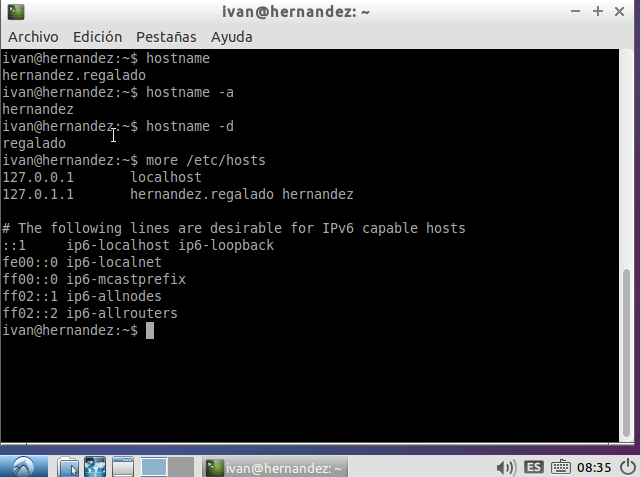 ivan@hernandez: ~
Archivo Edición Pestañas Ayuda
ivan@hernandez:~$ hostname
hernandez.regalado
ivan@hernandez:~$ hostname -a
hernandez
ivan@hernandez:~$ hostname -d
regalado
ivan@hernandez:~$ more /etc/hosts
127.0.0.1 localhost
127.0.1.1 hernandez.regalado hernandez
# The following lines are desirable for IPv6 capable hosts
::1 ip6-localhost ip6-loopback
fe00::0 ip6-localnet
ff00::0 ip6-mcastprefix
ff02::1 ip6-allnodes
ff02::2 ip6-allrouters
ivan@hernandez:~$
ivan@hernandez: ~ ES 08:35